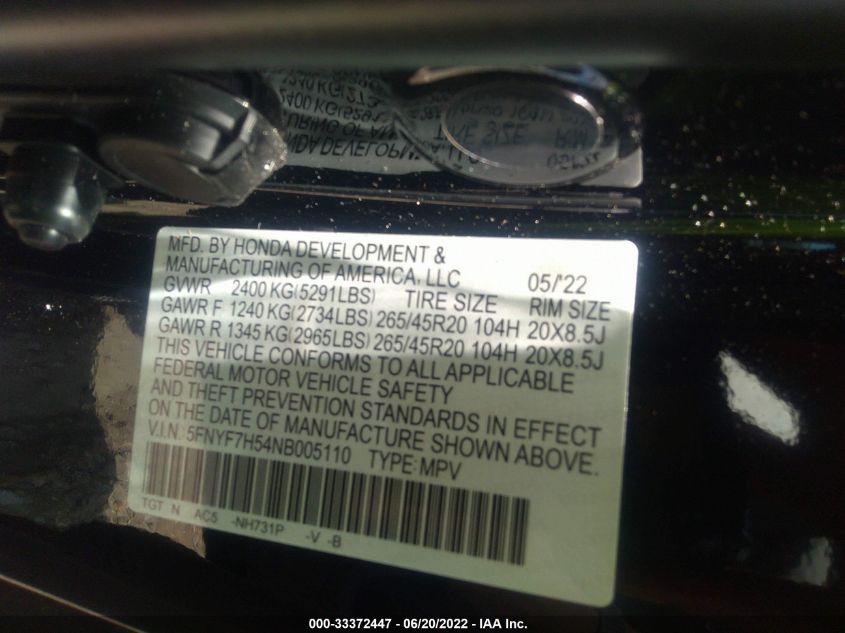 MFD. BY HONDA DEVELOPMENT &
MANUFACTURING OF AMERICA, LLC 05/'22
GVWR 2400 KG(5291LBS) TIRE SIZE RIM SIZE
GAWR F 1240 KG(2734LBS) 265/45R20 104H 20X8.5J
GAWR R 1345 KG(2965LBS) 265/45R20 104H 20X8.5J
THIS VEHICLE CONFORMS TO ALL APPLICABLE
FEDERAL MOTOR VEHICLE SAFETY
AND THEFT PREVENTION STANDARDS IN EFFECT
ON THE DATE OF MANUFACTURE SHOWN ABOVE.
V.I.N: 5FNYF7H54NB005110 TYPE: MPV
TGT N AC5 -NH731P -V -B
000-33372447 - 06/20/2022 - IAA Inc.